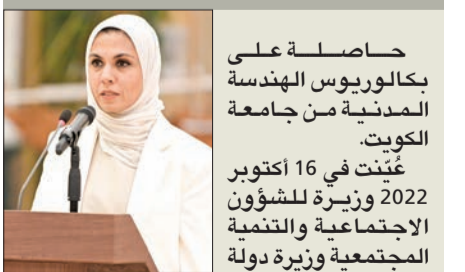 حاصلة على
بكالوريوس الهندسة
المدنية من جامعة
الكويت.
عُيّنت في 16 أكتوبر
2022 وزيرة للشؤون
الاجتماعية والتنمية
المجتمعية وزيرة دولة